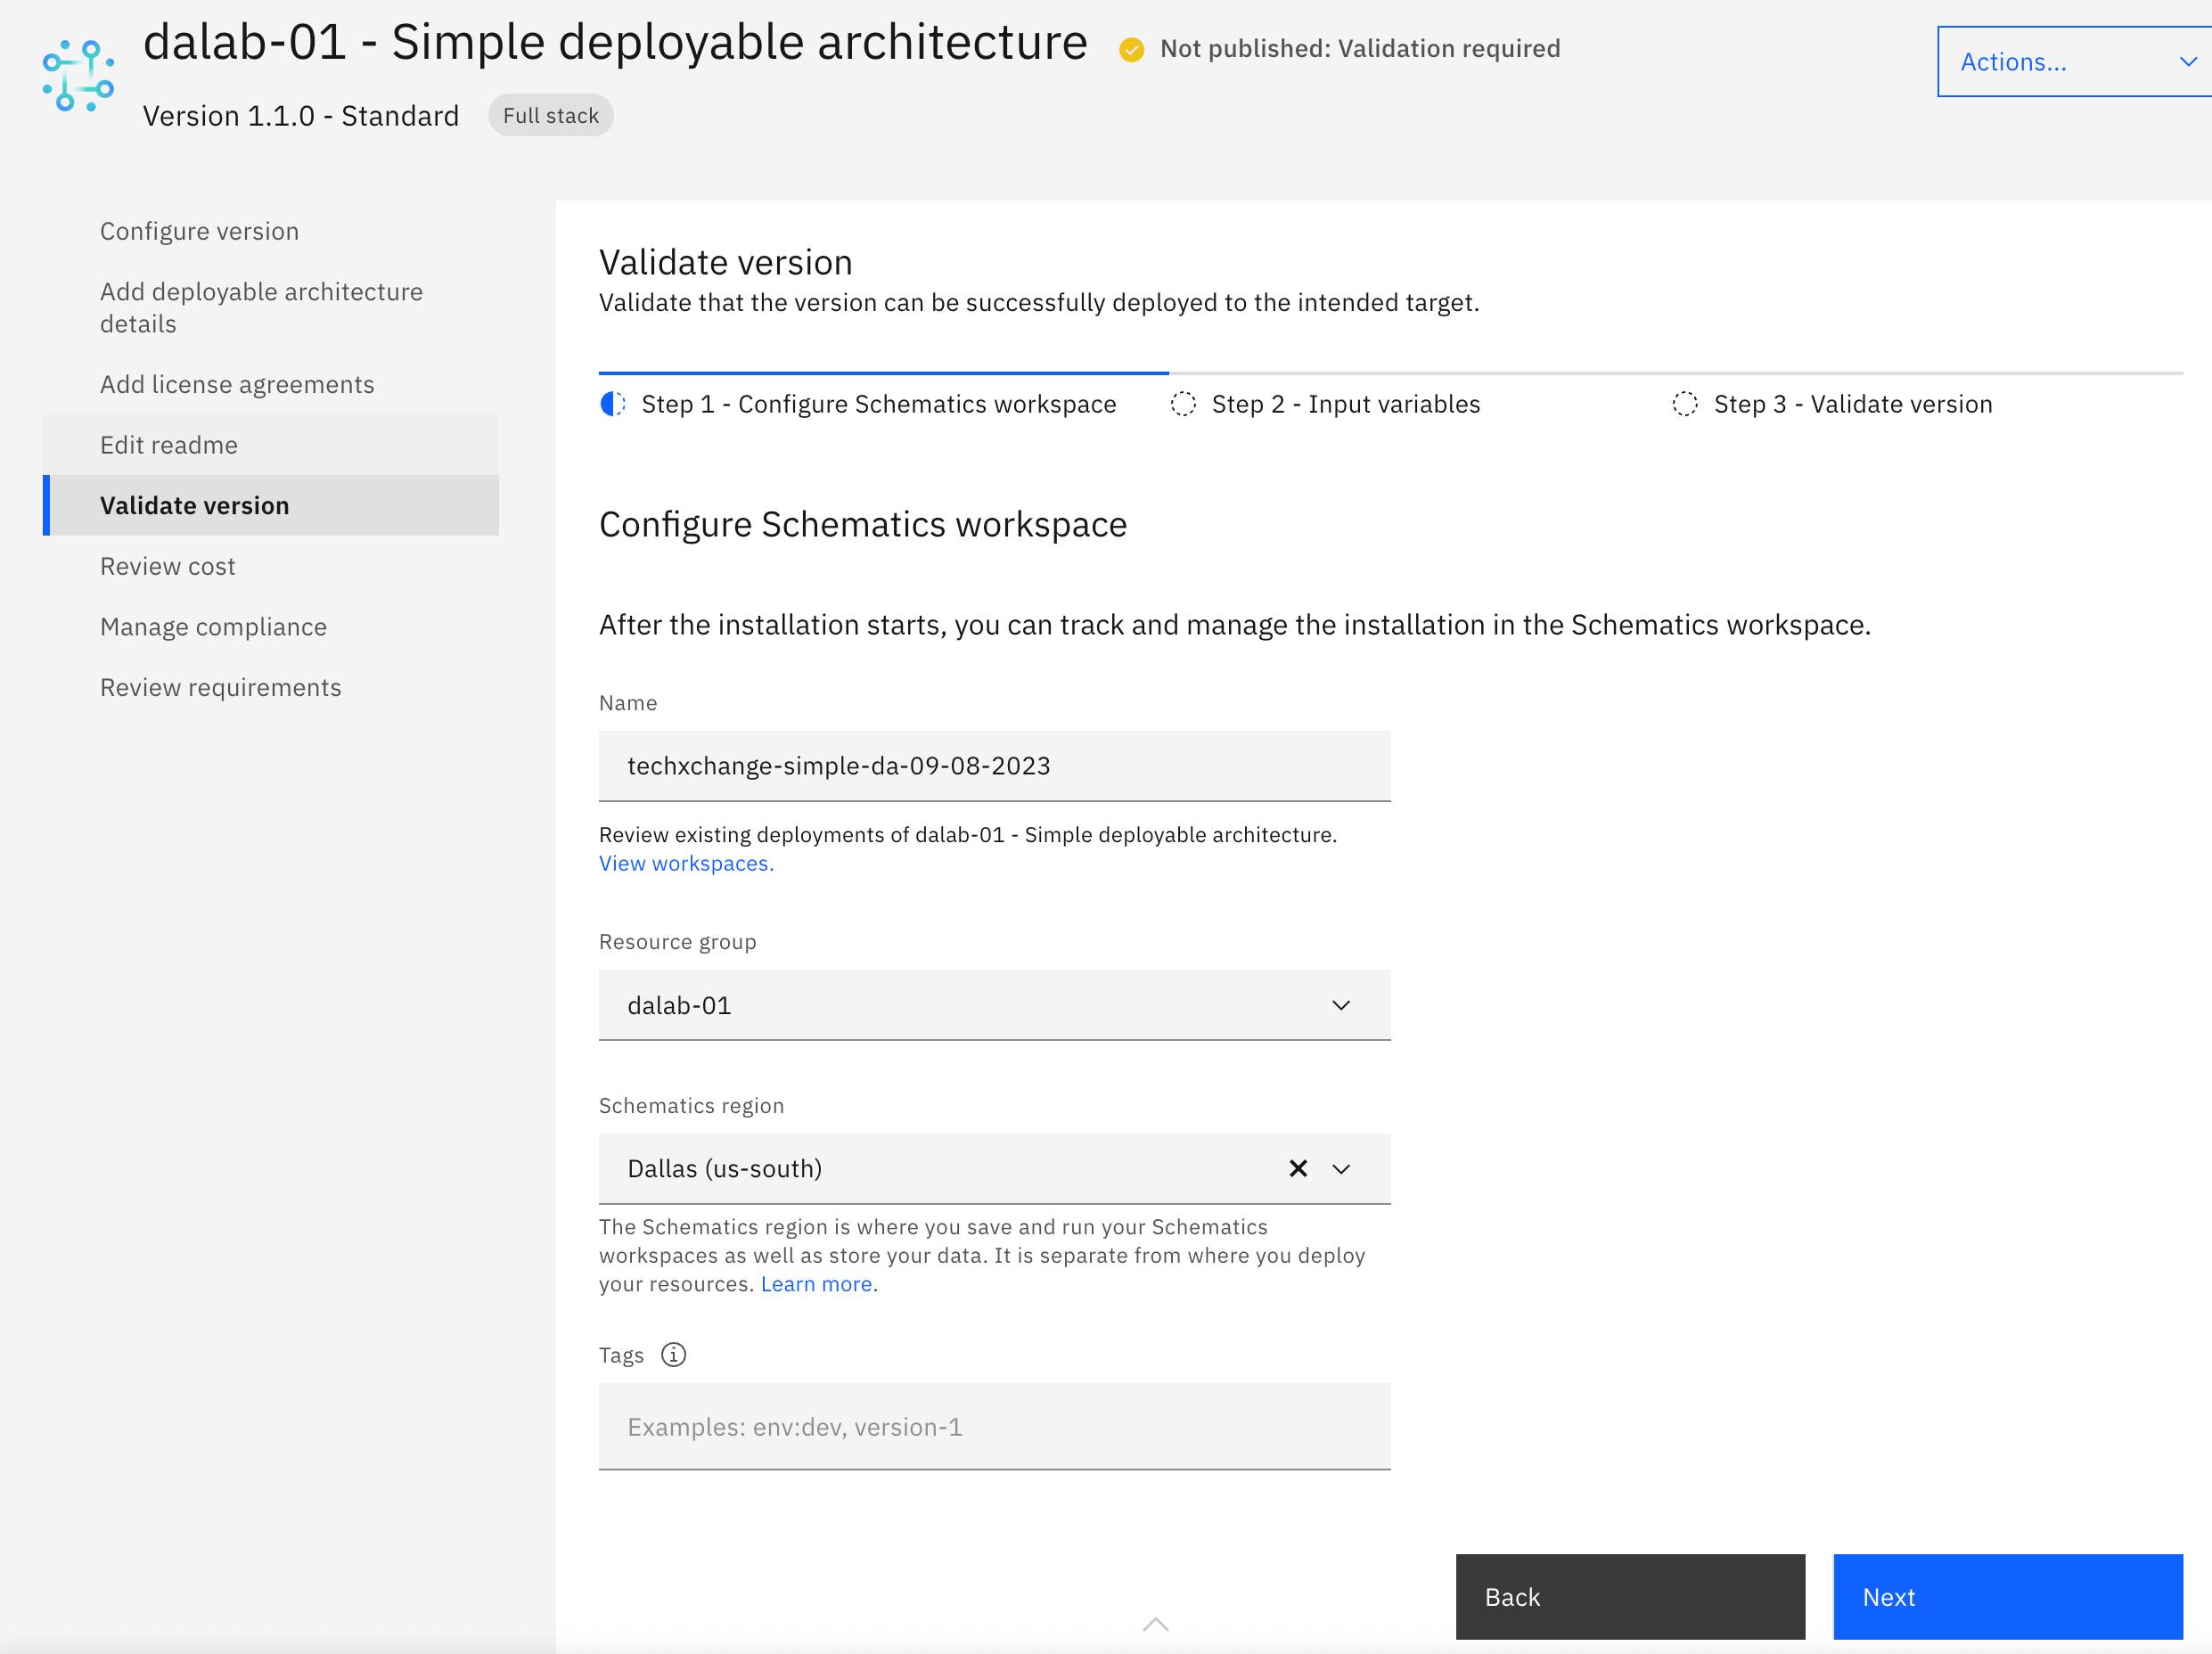 dalab-01 - Simple deployable architecture
Not published: Validation required
Actions...
Version 1.1.0 - Standard
Full stack
Configure version
Add deployable architecture
details
Add license agreements
Edit readme
Validate version
Review cost
Manage compliance
Review requirements
Validate version
Validate that the version can be successfully deployed to the intended target.
Step 1 - Configure Schematics workspace
Step 2 - Input variables
Step 3 - Validate version
Configure Schematics workspace
After the installation starts, you can track and manage the installation in the Schematics workspace.
Name
techxchange-simple-da-09-08-2023
Review existing deployments of dalab-01 - Simple deployable architecture.
View workspaces.
Resource group
dalab-01
Schematics region
Dallas (us-south)
The Schematics region is where you save and run your Schematics
workspaces as well as store your data. It is separate from where you deploy
your resources. Learn more.
Tags
Examples: env:dev, version-1
Back
Next